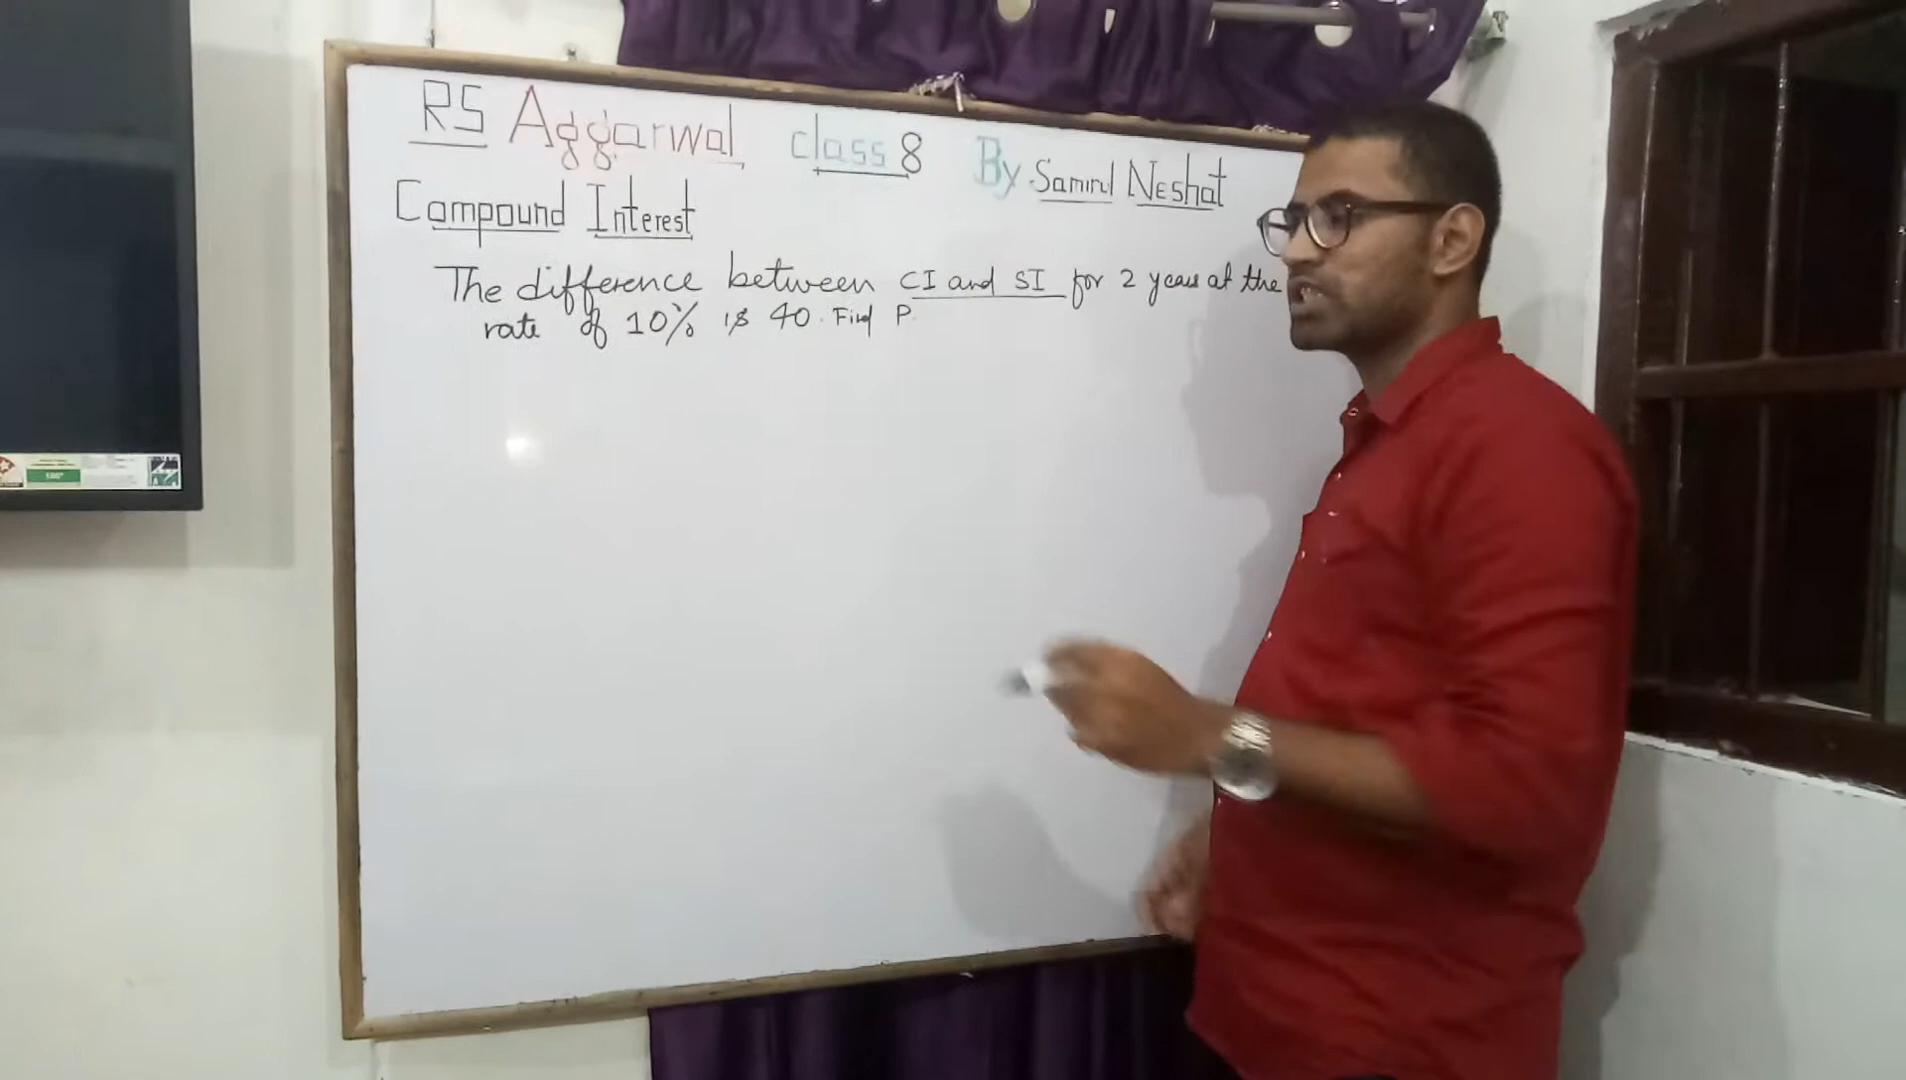 RS Aggarwal class 8 By Samirul Neshat
Compound Interest
The difference between CI and SI for 2 years at the
rate of 10% is 40. Find P